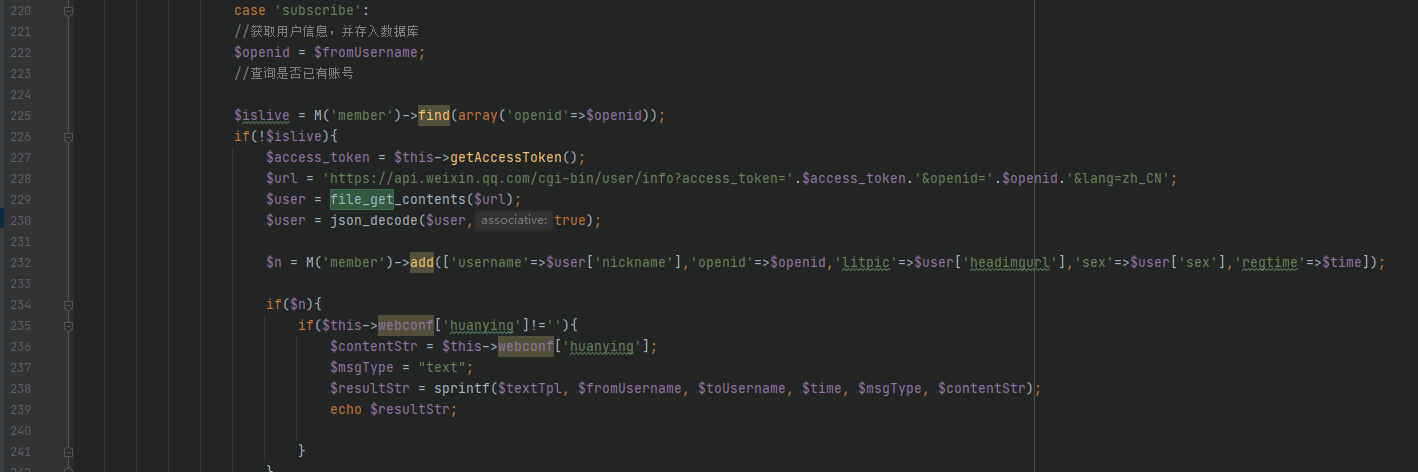 220 case 'subscribe':
221 //获取用户信息，并存入数据库
222 $openid = $fromUsername;
223 //查询是否已有账号
224
225 $islive = M('member')->find(array('openid'=>$openid));
226 if(!$islive){
227 $access_token = $this->getAccessToken();
228 $url = 'https://api.weixin.qq.com/cgi-bin/user/info?access_token='.$access_token.'&openid='.$openid.'&lang=zh_CN';
229 $user = file_get_contents($url);
230 $user = json_decode($user, associative: true);
231
232 $n = M('member')->add(['username'=>$user['nickname'],'openid'=>$openid,'litpic'=>$user['headimgurl'],'sex'=>$user['sex'],'regtime'=>$time]);
233
234 if($n){
235 if($this->webconf['huanying']!=''){
236 $contentStr = $this->webconf['huanying'];
237 $msgType = "text";
238 $resultStr = sprintf($textTpl, $fromUsername, $toUsername, $time, $msgType, $contentStr);
239 echo $resultStr;
240
241 }